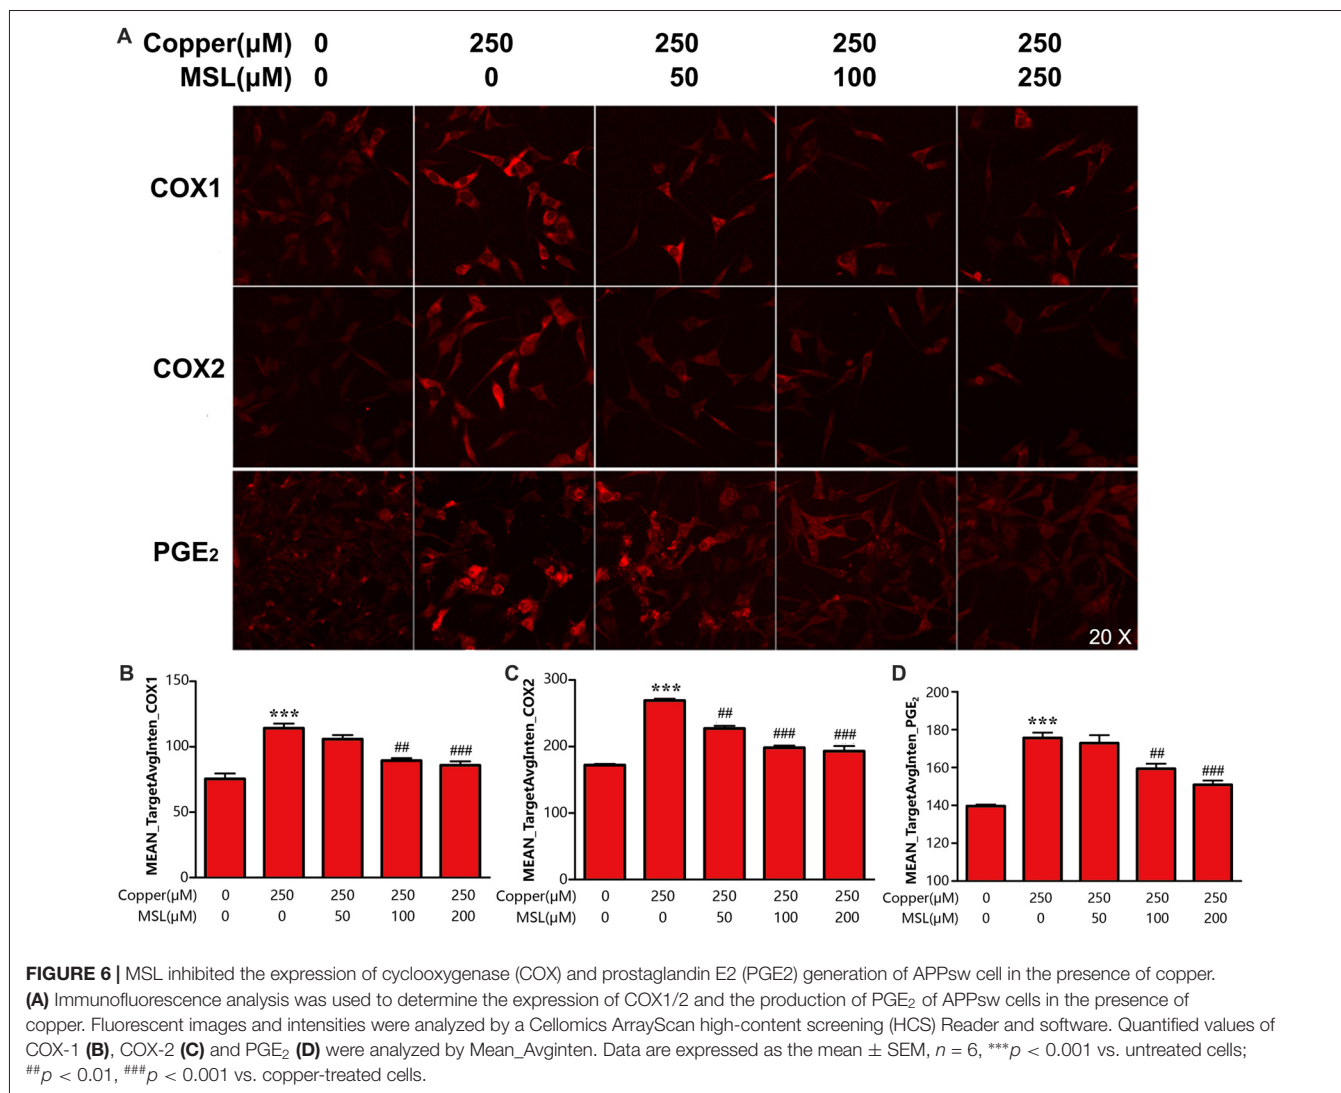 A
Copper(μM) 0 250 250 250 250
MSL(μM) 0 0 50 100 250
COX1
COX2
PGE₂
20 X
B
MEAN_TargetAvgInten_COX1
150
100
50
0
***
##
###
Copper(μM) 0 250 250 250 250
MSL(μM) 0 0 50 100 200
C
MEAN_TargetAvgInten_COX2
300
200
100
0
***
##
###
###
Copper(μM) 0 250 250 250 250
MSL(μM) 0 0 50 100 200
D
MEAN_TargetAvgInten_PGE₂
200
180
160
140
120
100
***
##
###
Copper(μM) 0 250 250 250 250
MSL(μM) 0 0 50 100 200
FIGURE 6 | MSL inhibited the expression of cyclooxygenase (COX) and prostaglandin E2 (PGE2) generation of APPsw cell in the presence of copper.
(A) Immunofluorescence analysis was used to determine the expression of COX1/2 and the production of PGE₂ of APPsw cells in the presence of
copper. Fluorescent images and intensities were analyzed by a Cellomics ArrayScan high-content screening (HCS) Reader and software. Quantified values of
COX-1 (B), COX-2 (C) and PGE₂ (D) were analyzed by Mean_Avginten. Data are expressed as the mean ± SEM, n = 6, ***p < 0.001 vs. untreated cells;
##p < 0.01, ###p < 0.001 vs. copper-treated cells.